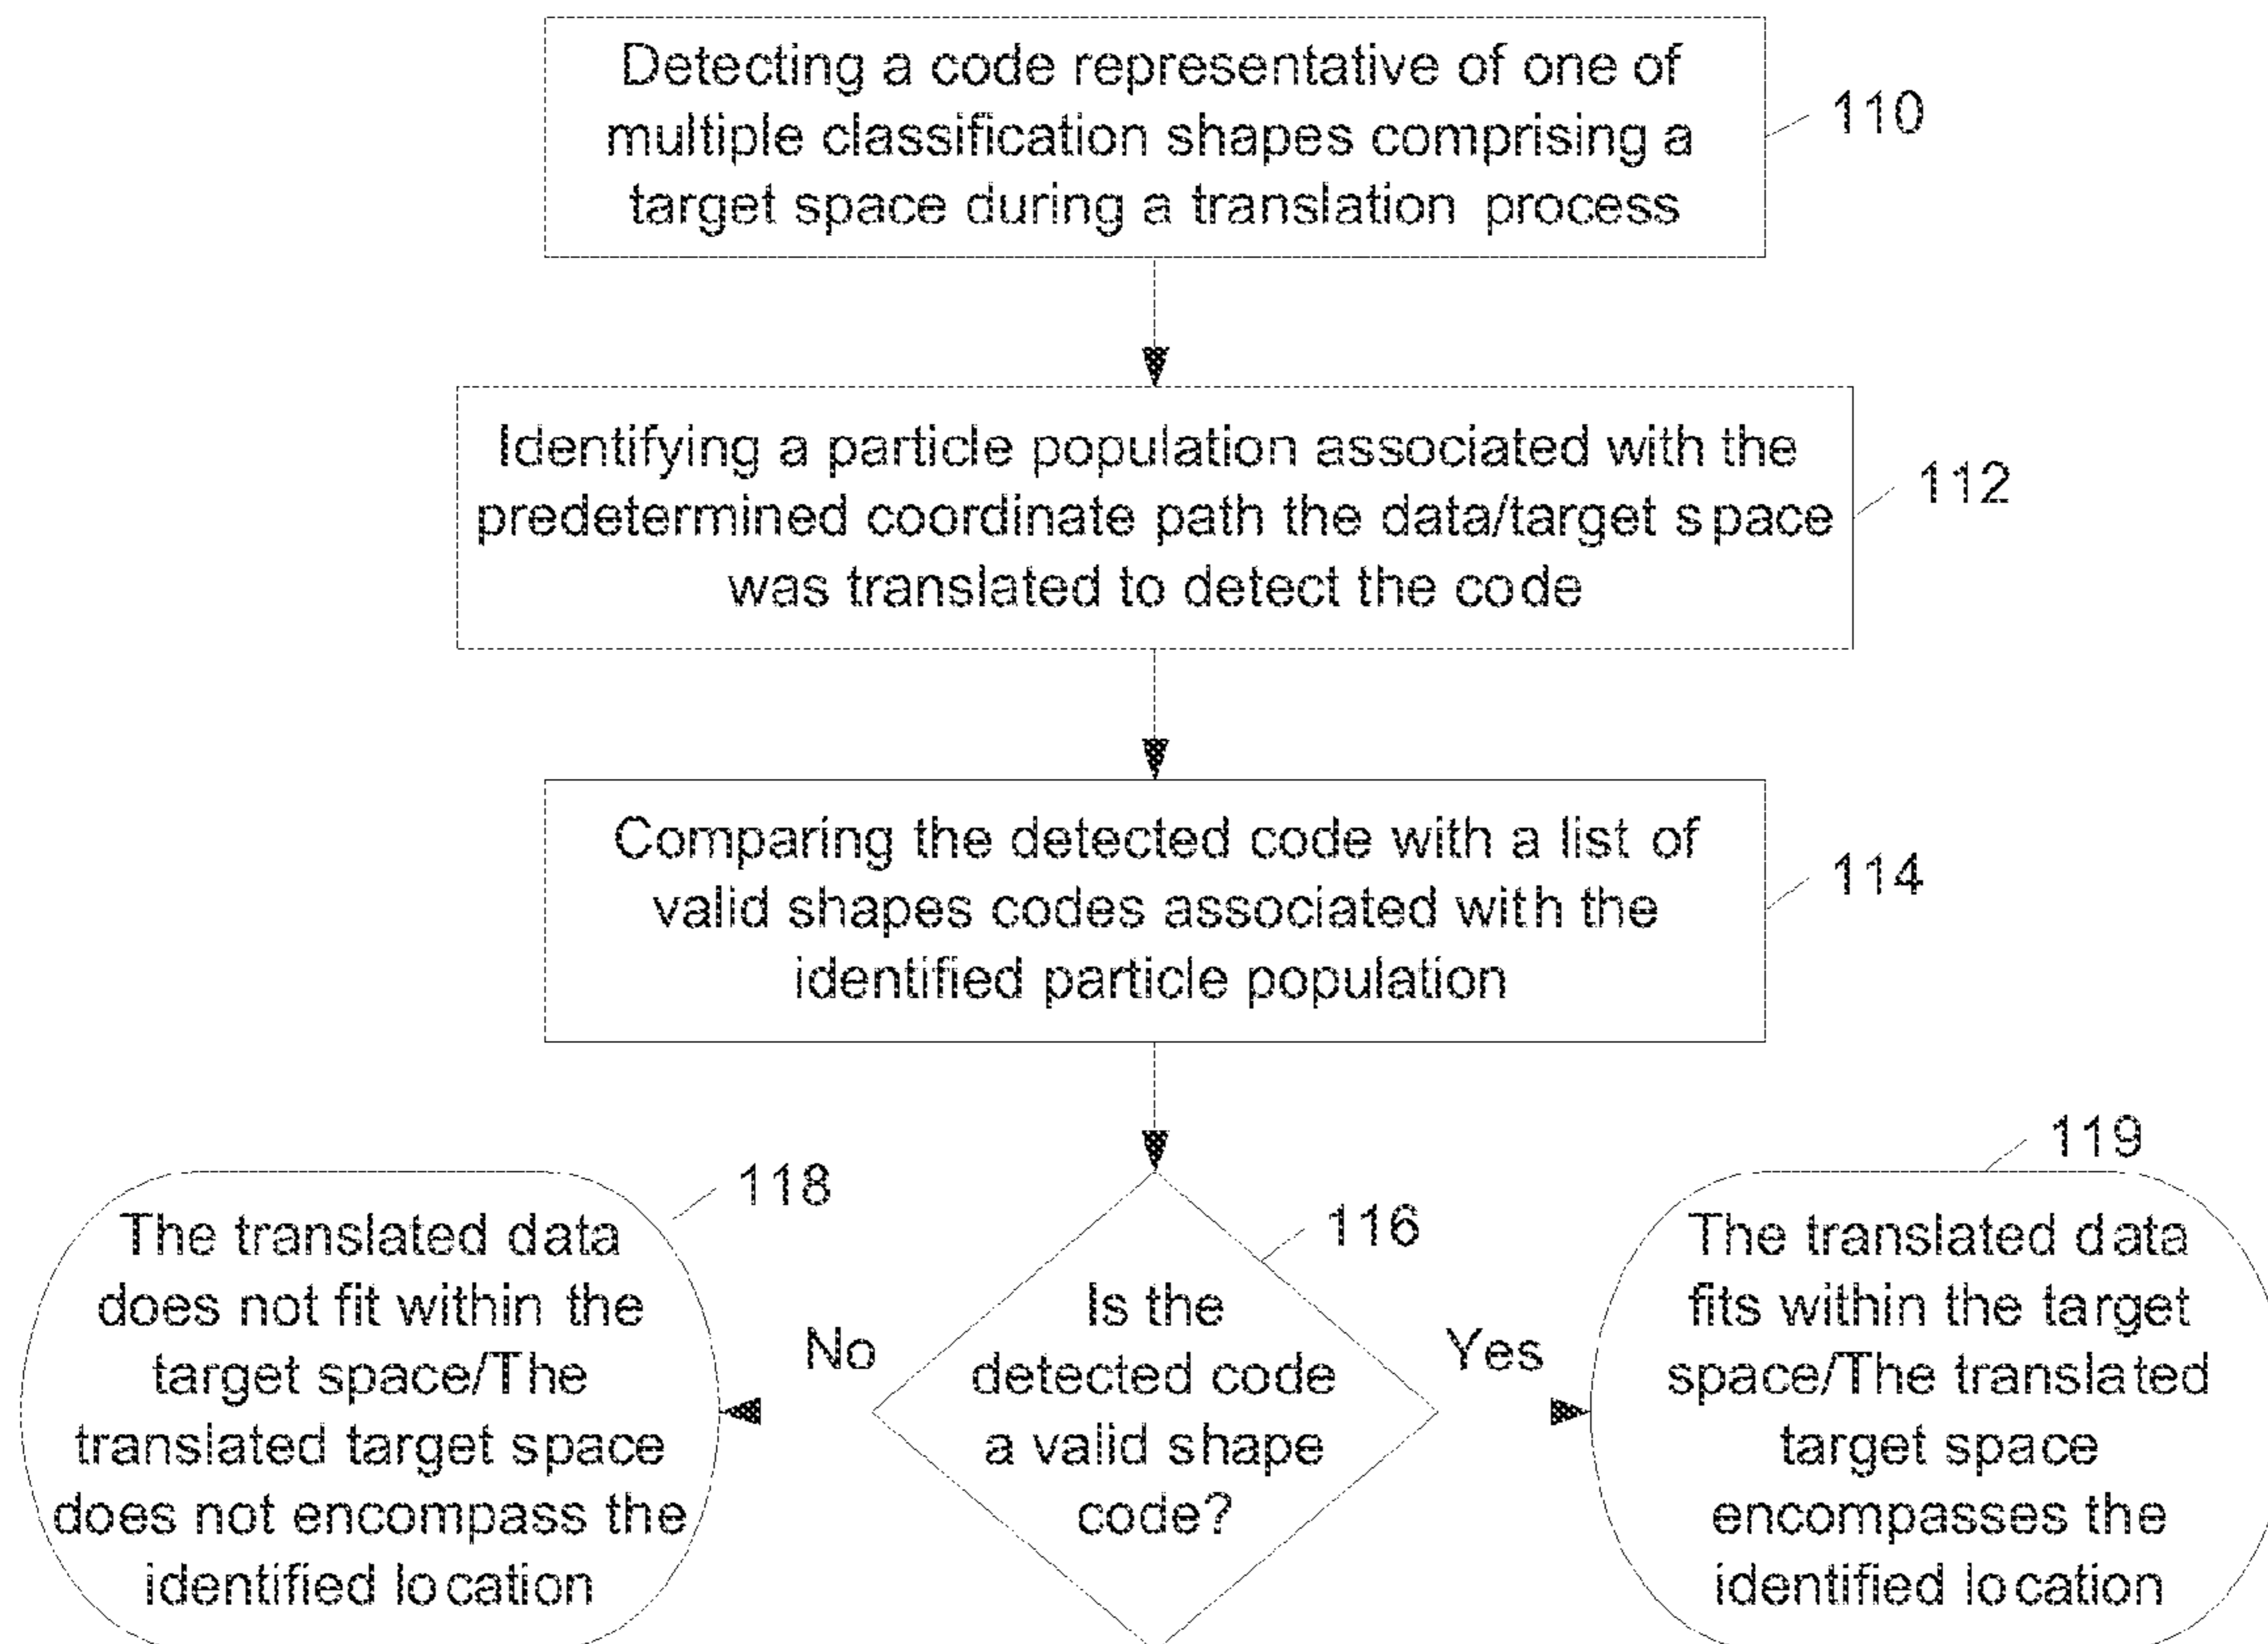 Detecting a code representative of one of
multiple classification shapes comprising a
target space during a translation process
110
Identifying a particle population associated with the
predetermined coordinate path the data/target space
was translated to detect the code
112
Comparing the detected code with a list of
valid shapes codes associated with the
identified particle population
114
118
The translated data
does not fit within the
target space/The
translated target space
does not encompass the
identified location
No
116
Is the
detected code
a valid shape
code?
Yes
119
The translated data
fits within the target
space/The translated
target space
encompasses the
identified location